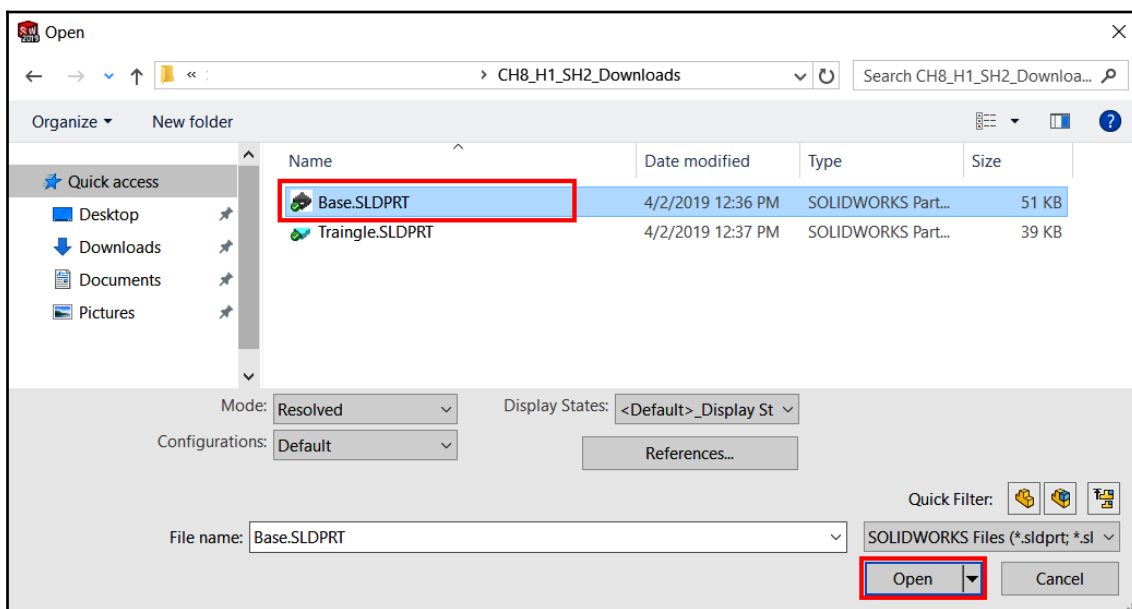 SW 2019 Open
« CH8_H1_SH2_Downloads Search CH8_H1_SH2_Downloa...
Organize New folder ?
Name Date modified Type Size
Quick access
Base.SLDPRT 4/2/2019 12:36 PM SOLIDWORKS Part... 51 KB
Desktop
Traingle.SLDPRT 4/2/2019 12:37 PM SOLIDWORKS Part... 39 KB
Downloads
Documents
Pictures
Mode: Resolved Display States: <Default>_Display St
Configurations: Default References...
Quick Filter:
File name: Base.SLDPRT SOLIDWORKS Files (*.sldprt; *.sl
Open Cancel